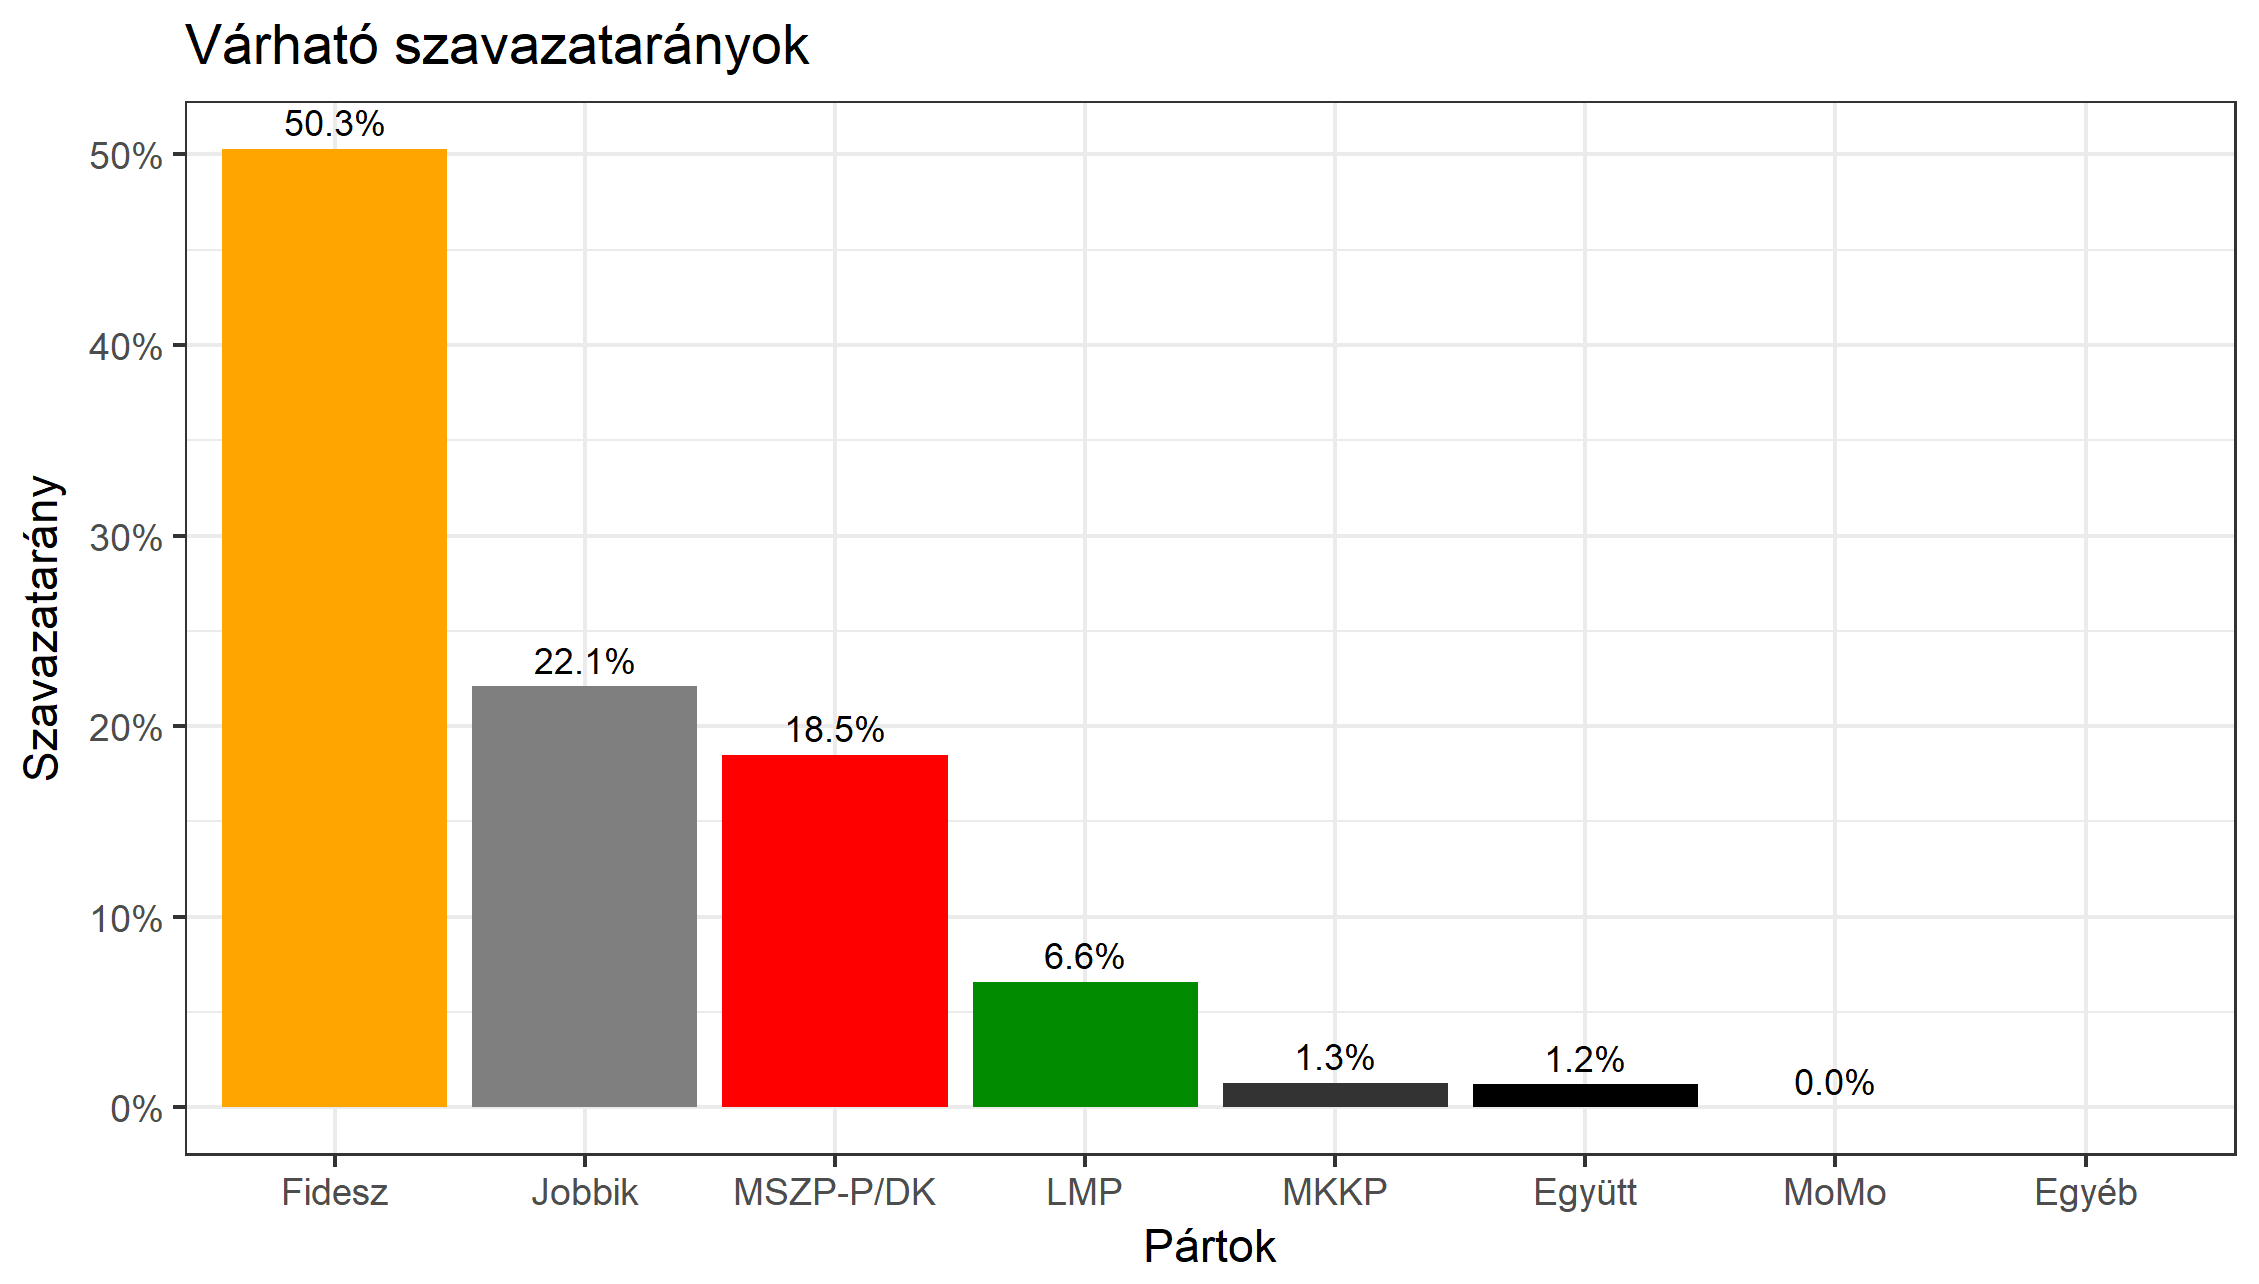 Várható szavazatarányok
Szavazatarány
50%
40%
30%
20%
10%
0%
50.3%
22.1%
18.5%
6.6%
1.3%
1.2%
0.0%
Fidesz
Jobbik
MSZP-P/DK
LMP
MKKP
Együtt
MoMo
Egyéb
Pártok